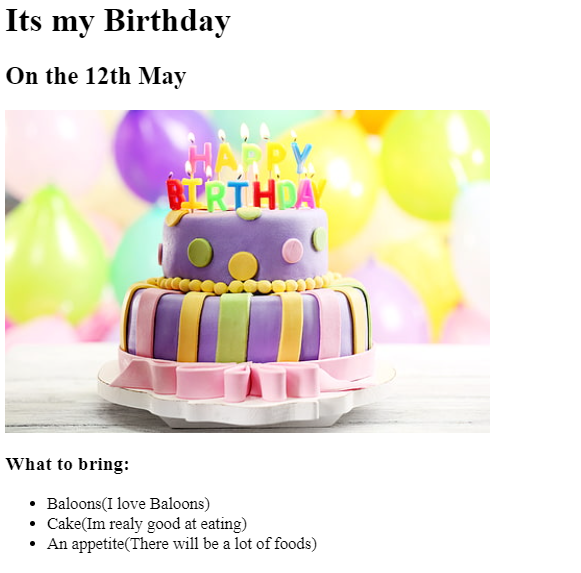 Its my Birthday
On the 12th May
HAPPY
BIRTHDAY
What to bring:
Baloons(I love Baloons)
Cake(Im realy good at eating)
An appetite(There will be a lot of foods)